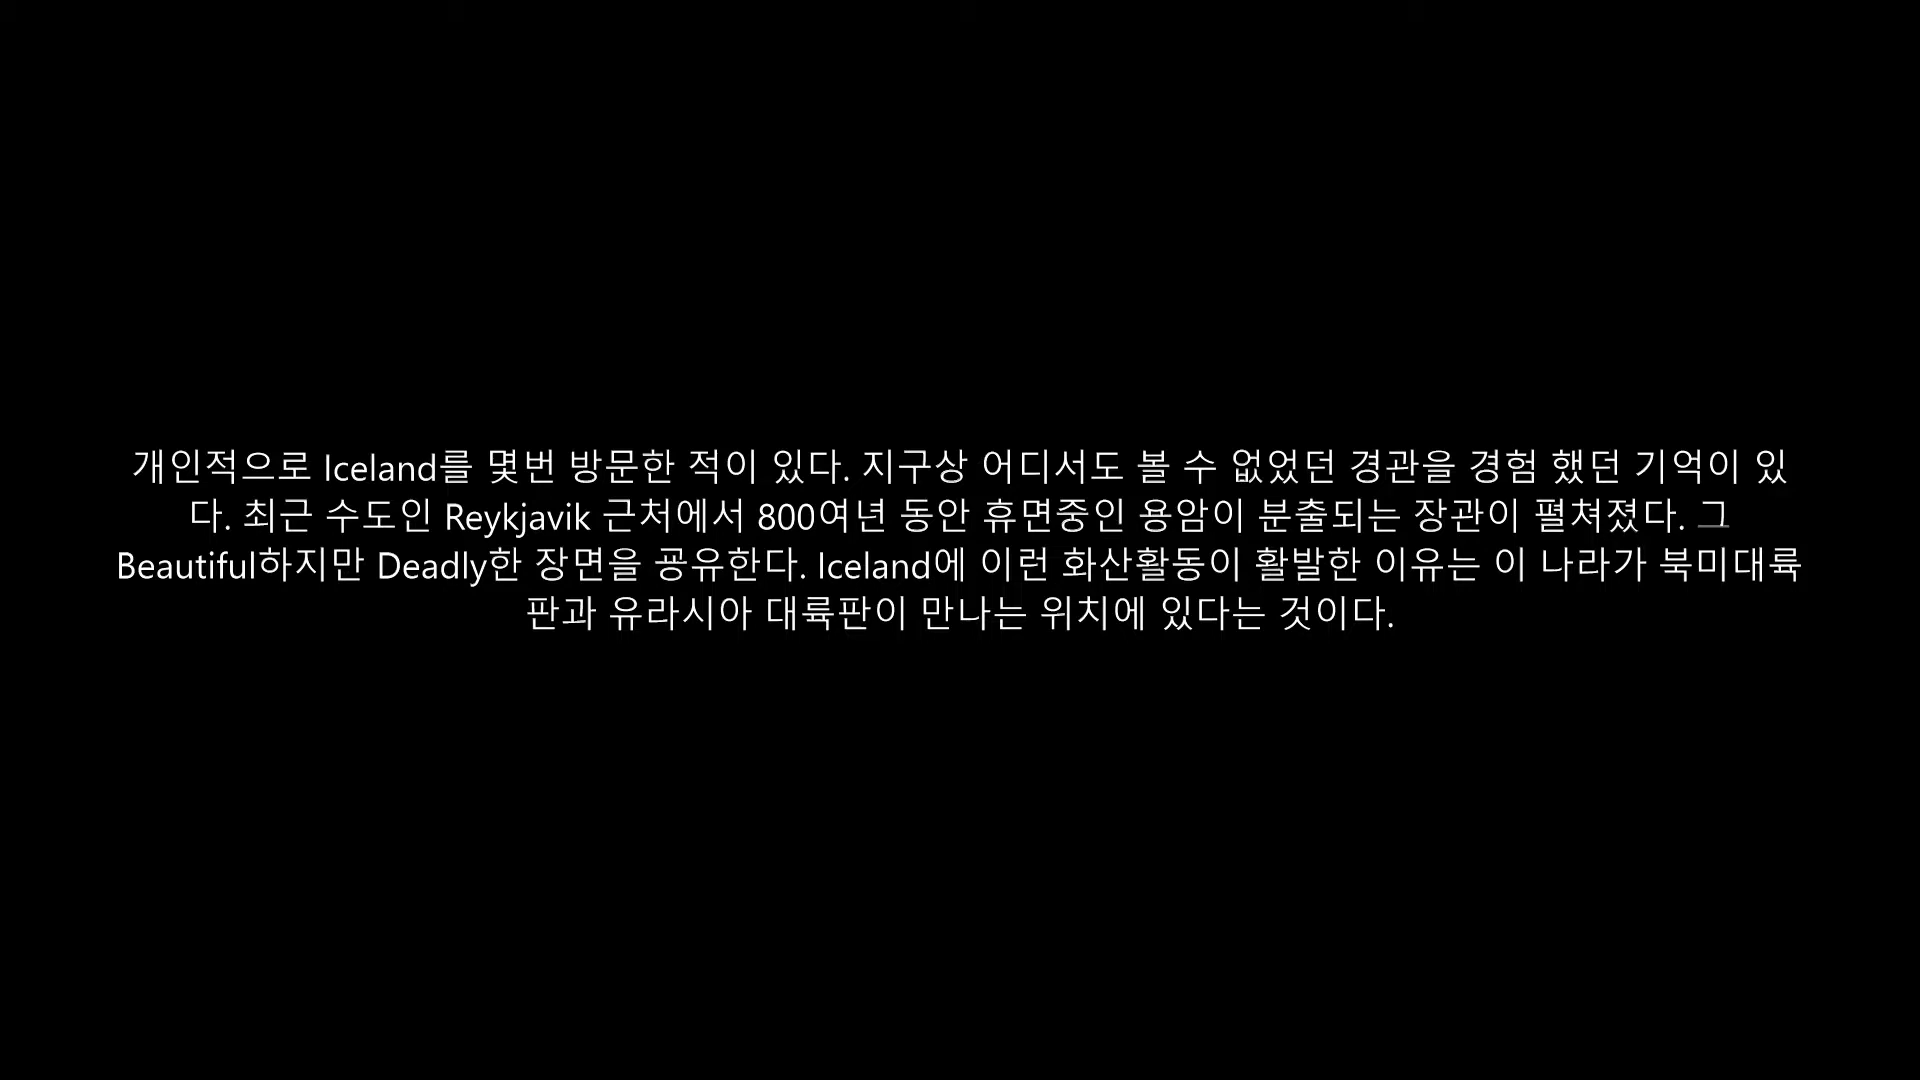 개인적으로 Iceland를 몇번 방문한 적이 있다. 지구상 어디서도 볼 수 없었던 경관을 경험 했던 기억이 있
다. 최근 수도인 Reykjavik 근처에서 800여년 동안 휴면중인 용암이 분출되는 장관이 펼쳐졌다. 그
Beautiful하지만 Deadly한 장면을 굥유한다. Iceland에 이런 화산활동이 활발한 이유는 이 나라가 북미대륙
판과 유라시아 대륙판이 만나는 위치에 있다는 것이다.